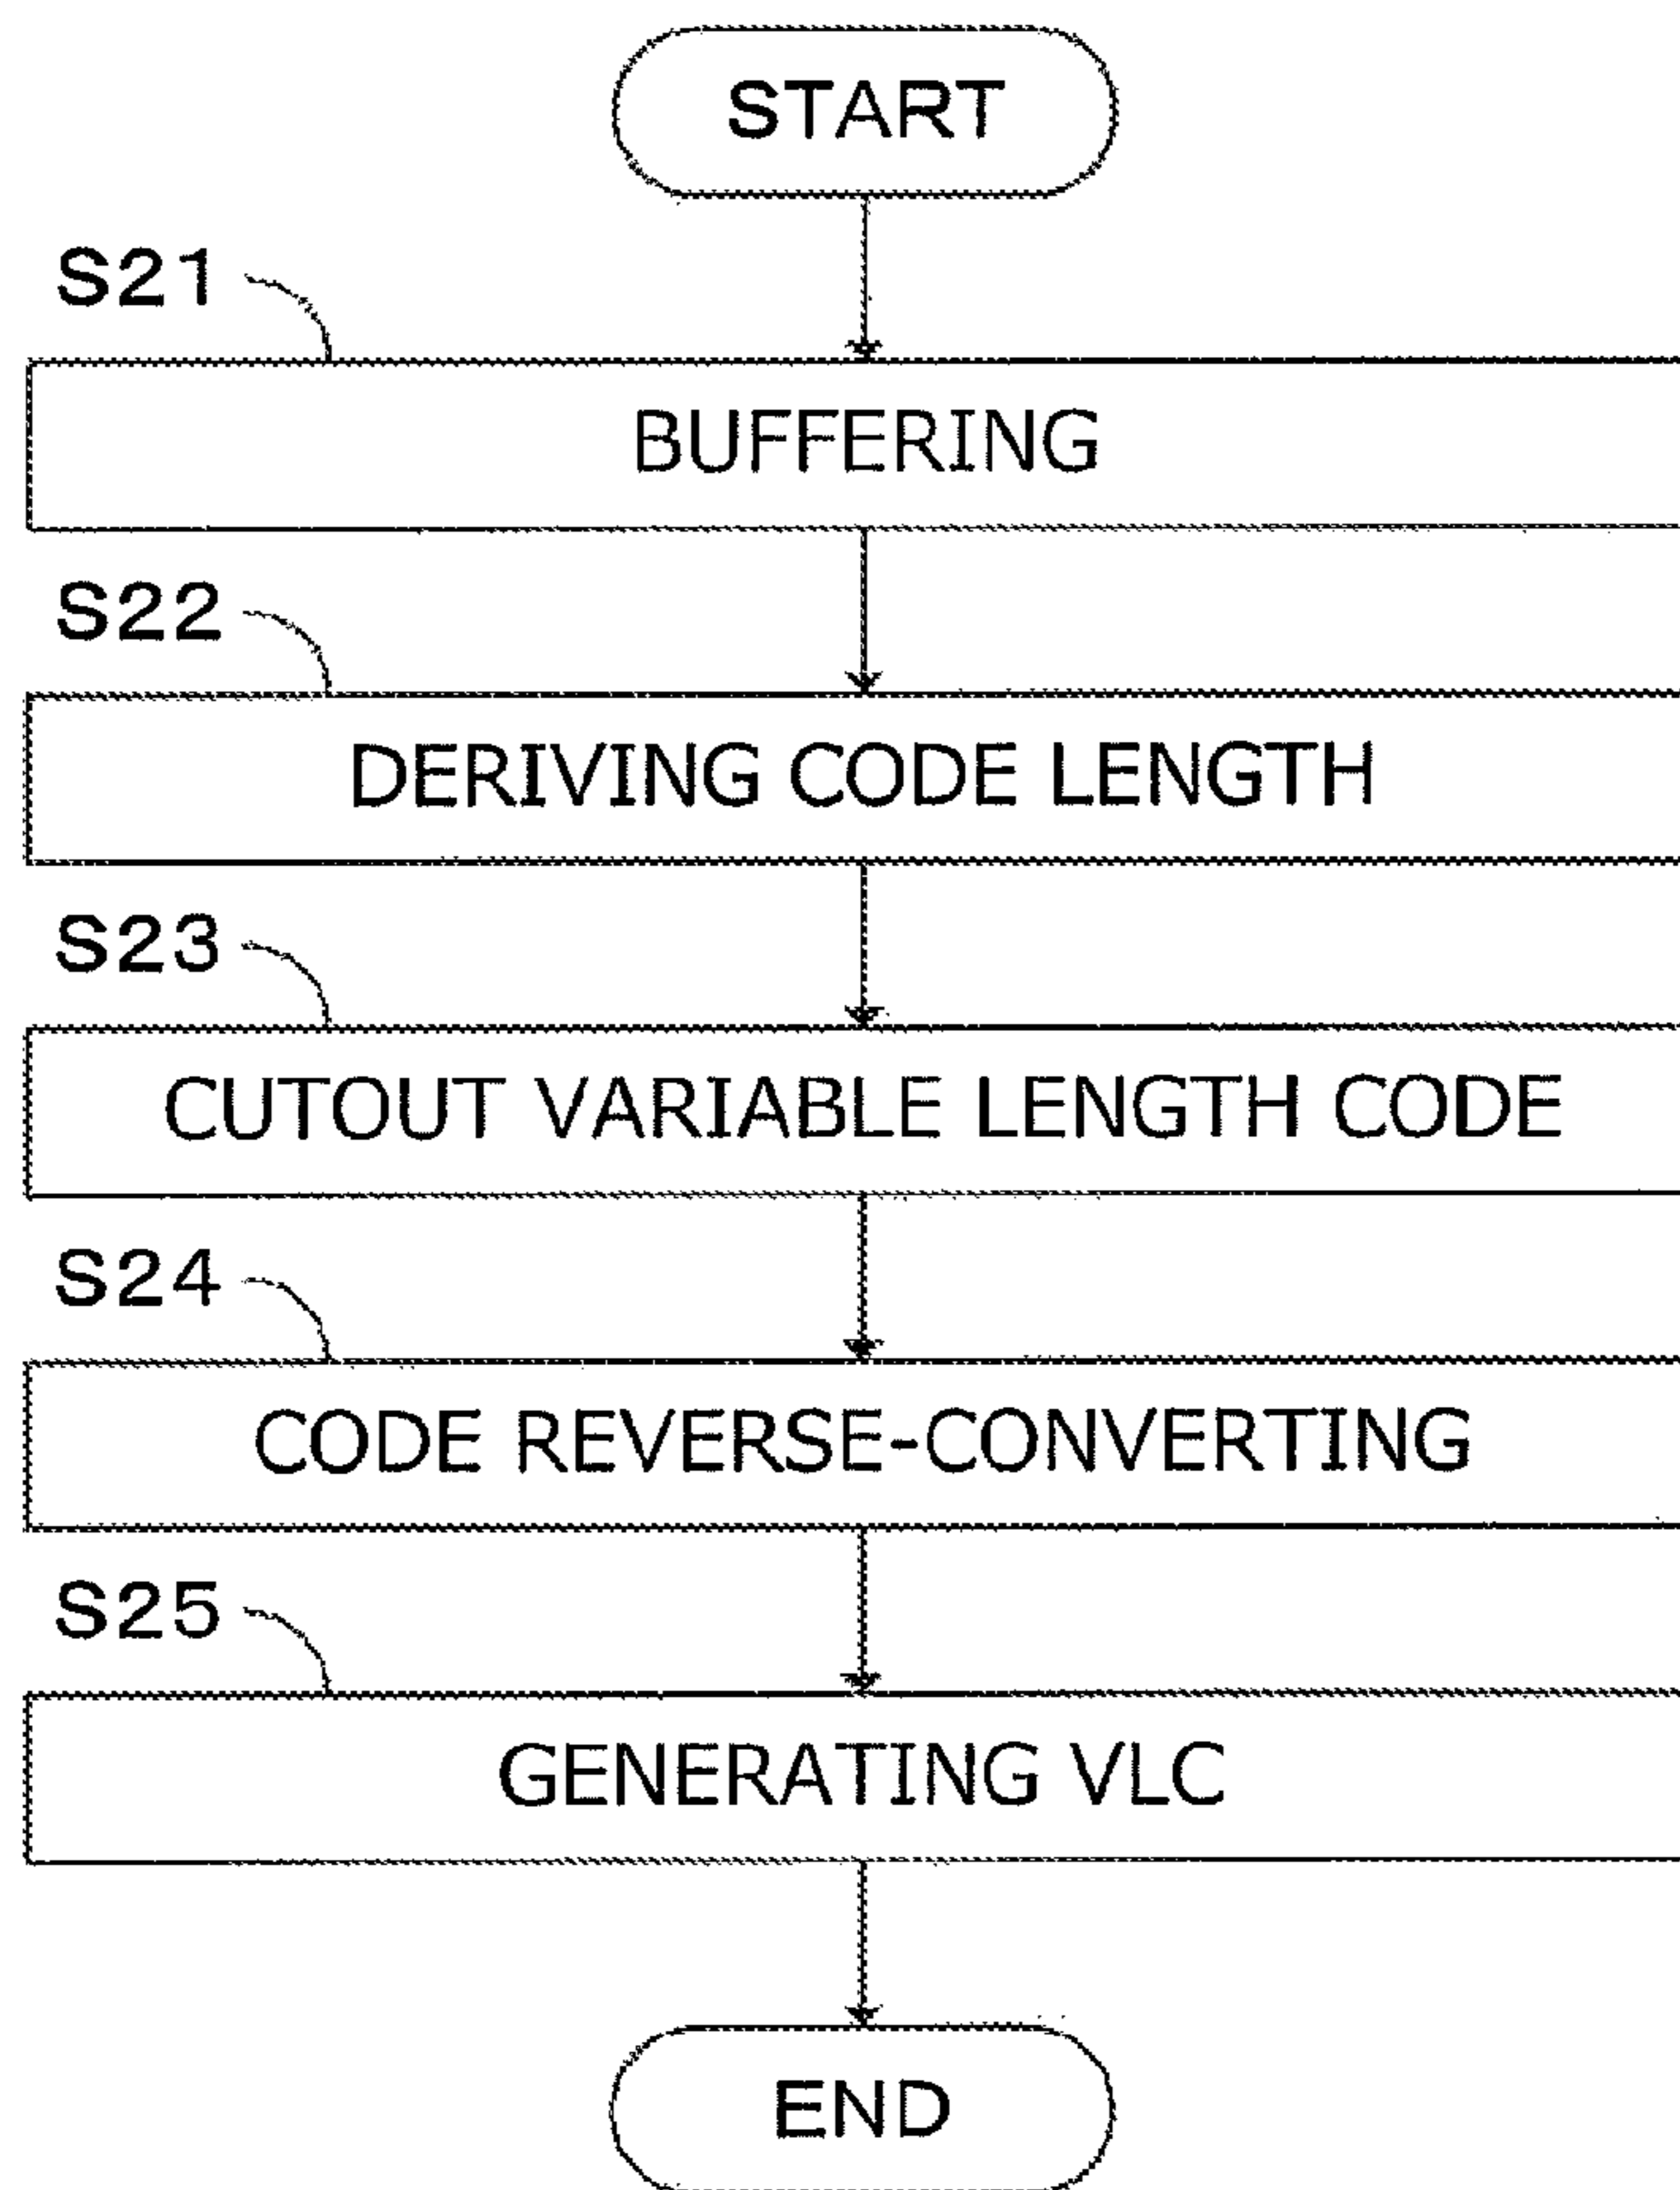 START
S21
BUFFERING
S22
DERIVING CODE LENGTH
S23
CUTOUT VARIABLE LENGTH CODE
S24
CODE REVERSE-CONVERTING
S25
GENERATING VLC
END